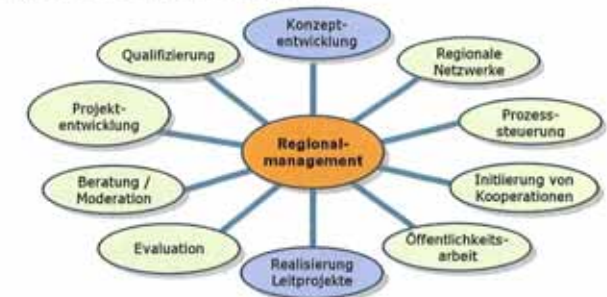 Konzept-
entwicklung
Regionale
Netzwerke
Prozess-
steuerung
Initiierung von
Kooperationen
Öffentlichkeits-
arbeit
Realisierung
Leitprojekte
Evaluation
Beratung /
Moderation
Projekt-
entwicklung
Qualifizierung
Regional-
management